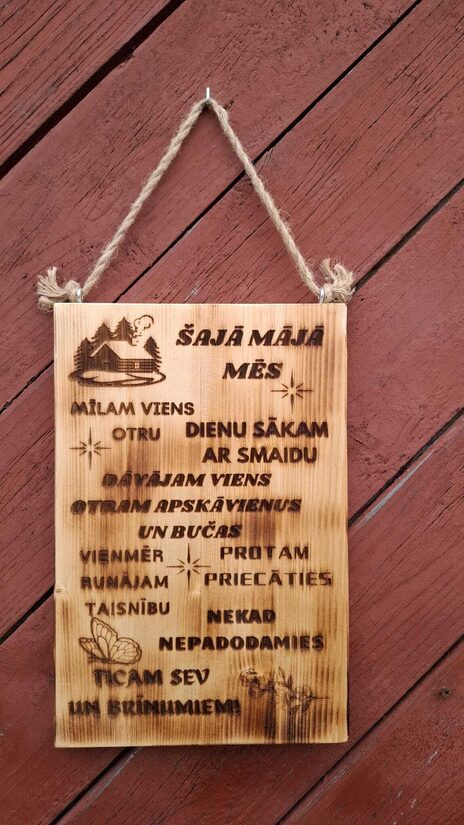 ŠAJĀ MĀJĀ
MĒS
MĪLAM VIENS
OTRU
DIENU SĀKAM
AR SMAIDU
DĀVĀJAM VIENS
OTRAM APSKĀVIENUS
UN BUČAS
VIENMĒR
RUNĀJAM
TAISNĪBU
PROTAM
PRIECĀTIES
NEKAD
NEPADODAMIES
TICAM SEV
UN BRĪNUMIEM!